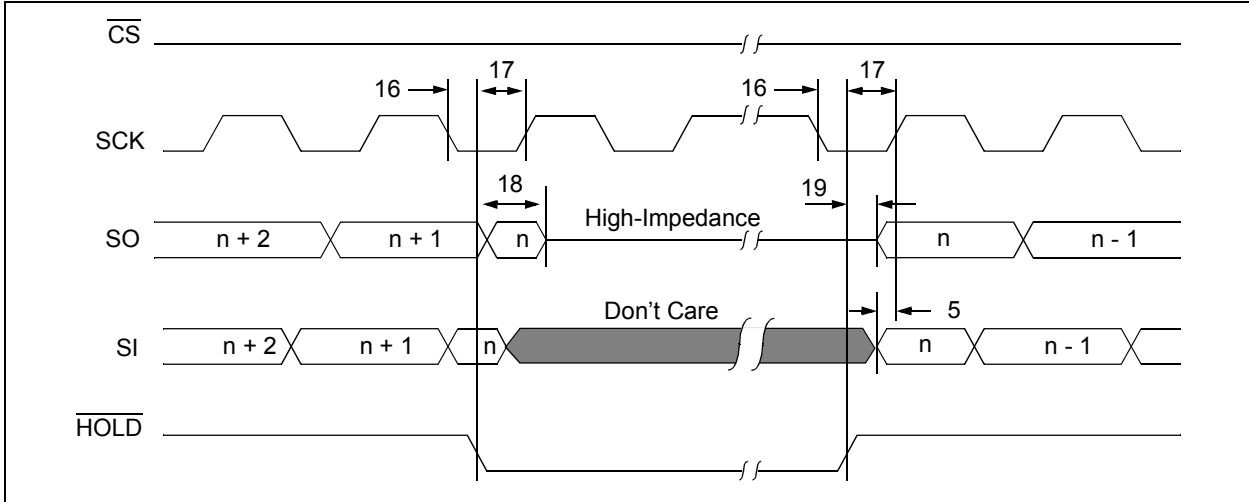 CS
16 17 16 17
SCK
18 19
SO n + 2 n + 1 n High-Impedance n n - 1
Don't Care 5
SI n + 2 n + 1 n n n - 1
HOLD